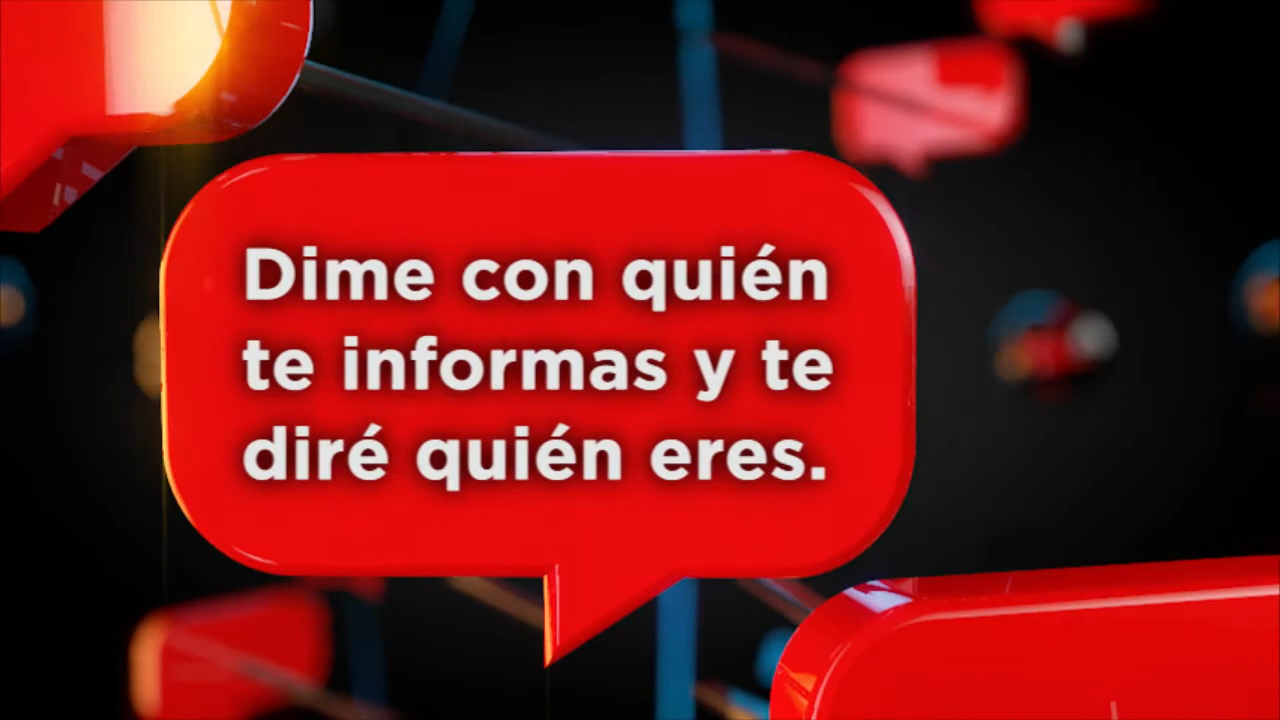 Dime con quién
te informas y te
diré quién eres.